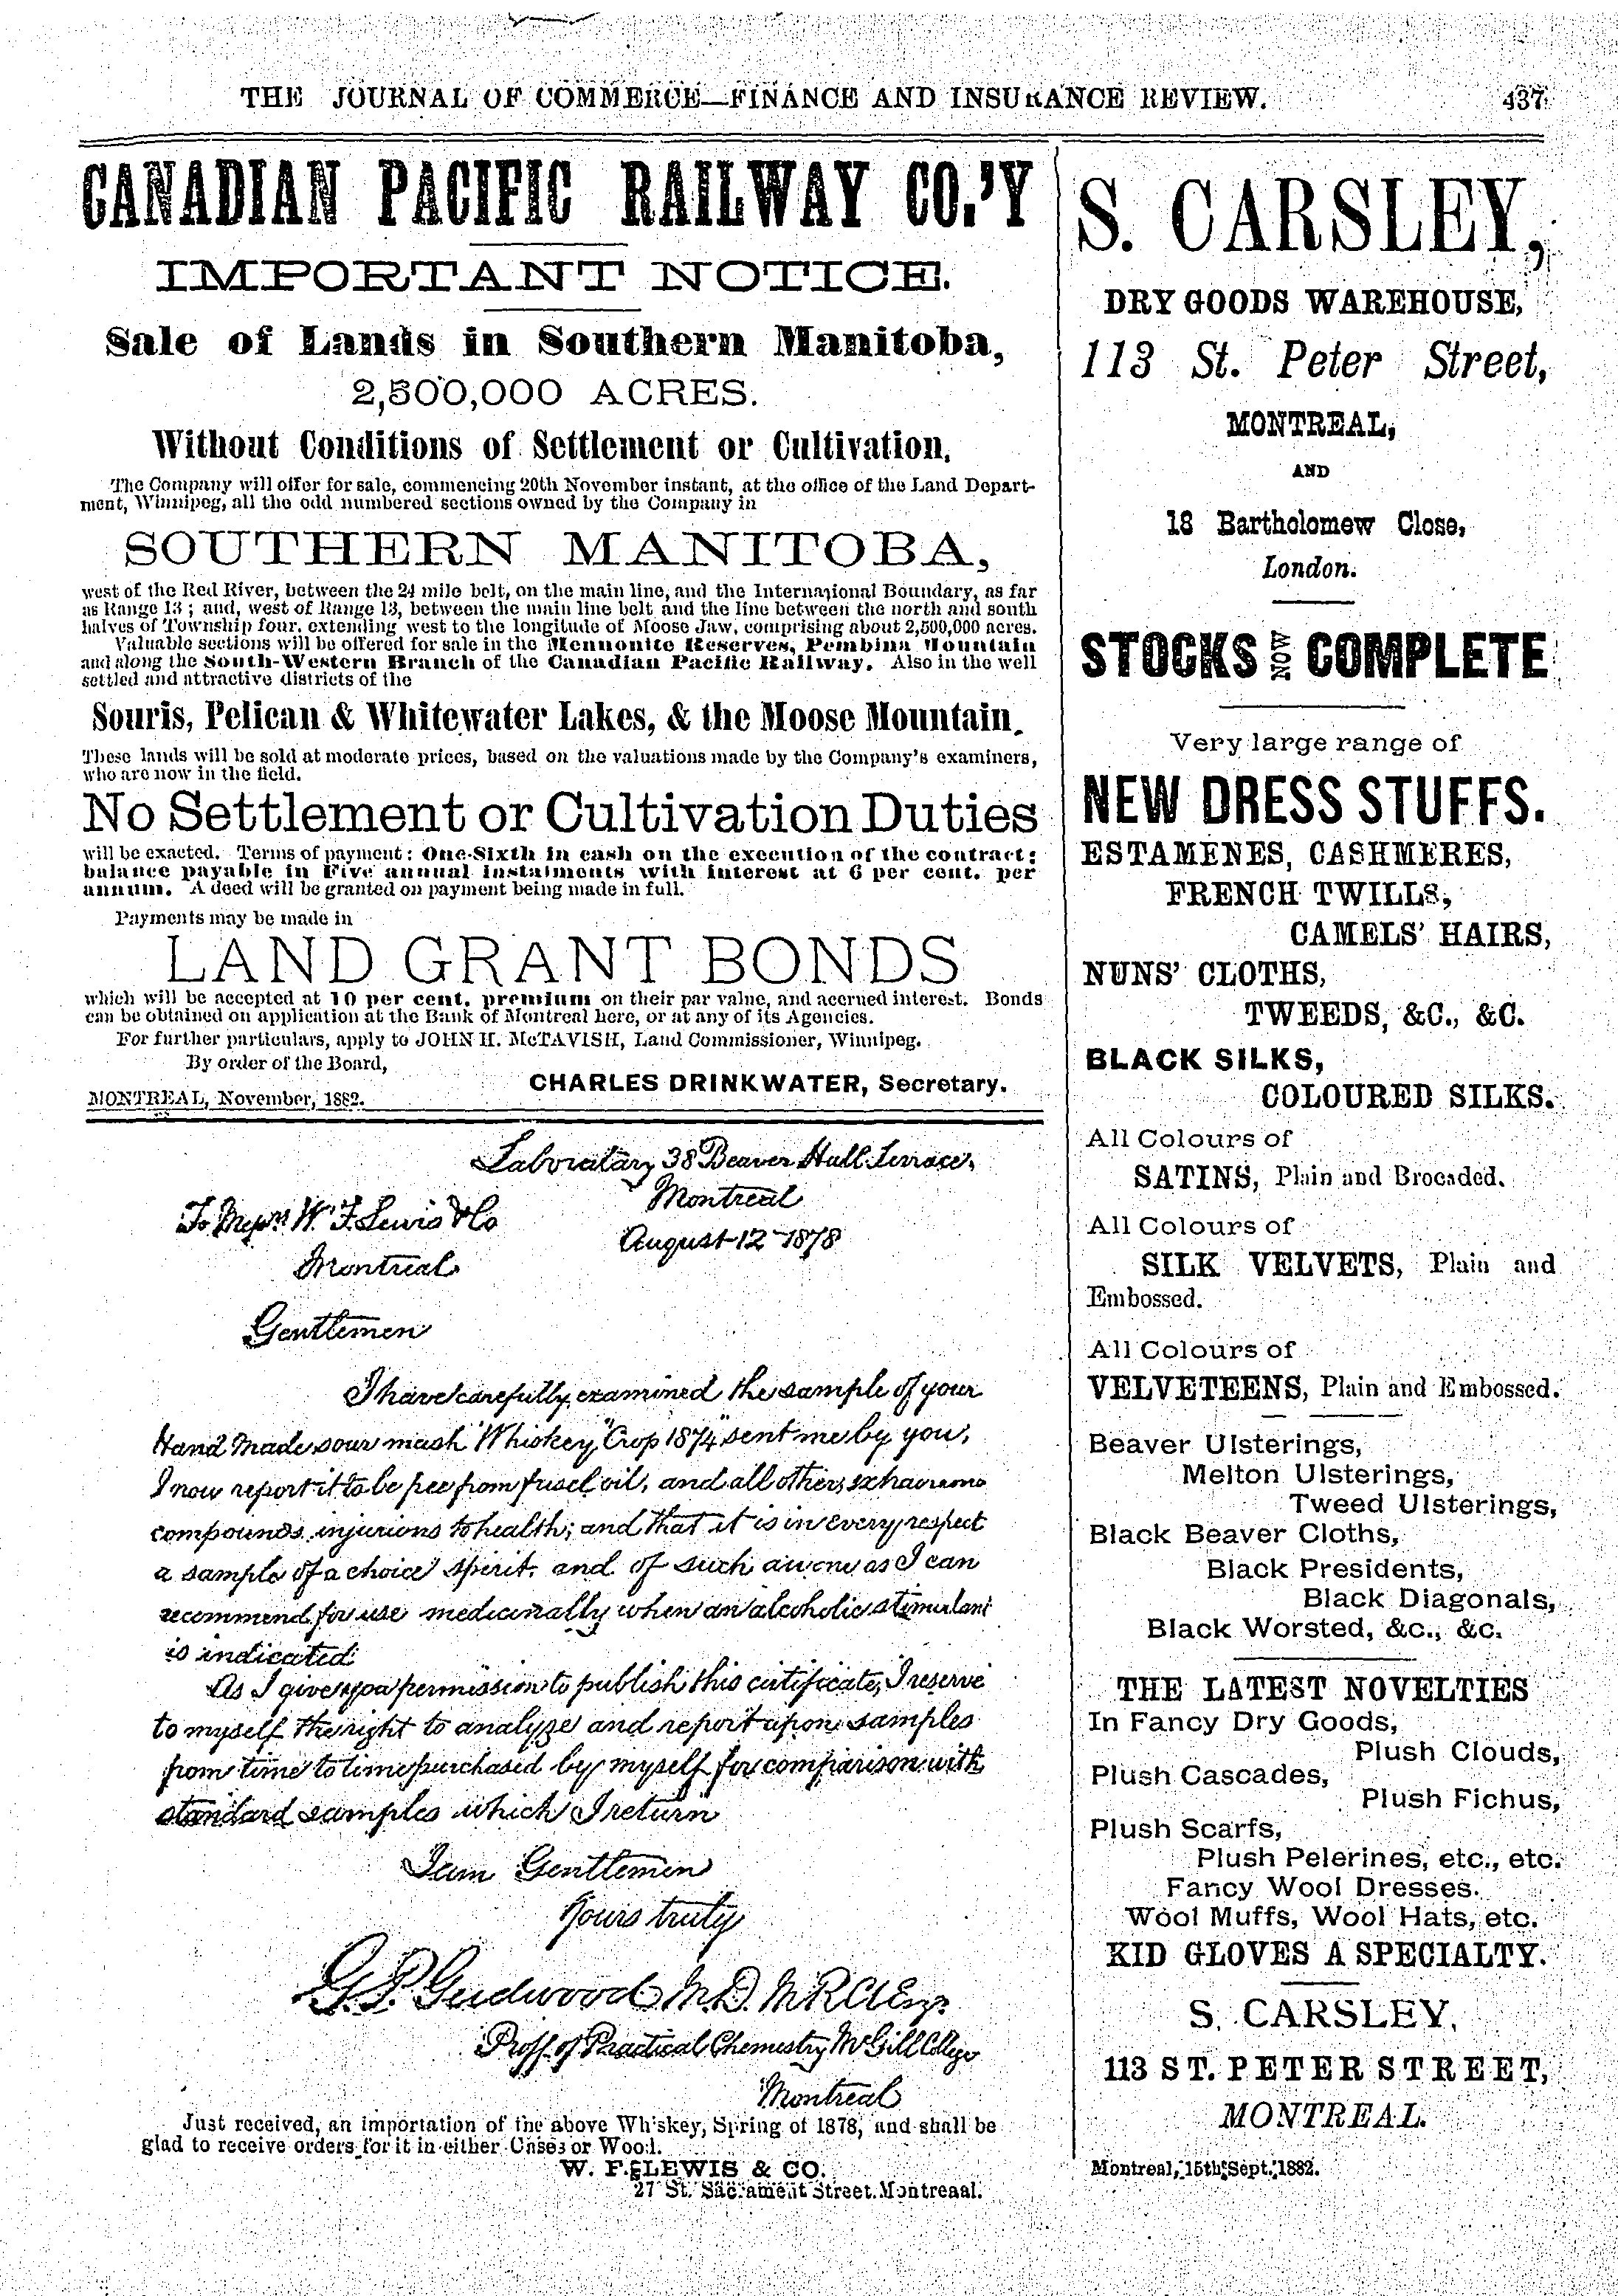 THE JOURNAL OF COMMERCE—FINANCE AND INSURANCE REVIEW. 437
CANADIAN PACIFIC RAILWAY CO.'Y
IMPORTANT NOTICE.
Sale of Lands in Southern Manitoba,
2,500,000 ACRES.
Without Conditions of Settlement or Cultivation.
The Company will offer for sale, commencing 20th November instant, at the office of the Land Depart-
ment, Winnipeg, all the odd numbered sections owned by the Company in
SOUTHERN MANITOBA,
west of the Red River, between the 24 mile belt, on the main line, and the International Boundary, as far
as Range 13; and, west of Range 13, between the main line belt and the line between the north and south
halves of Township four, extending west to the longitude of Moose Jaw, comprising about 2,500,000 acres.
Valuable sections will be offered for sale in the Mennonite Reserves, Pembina Mountain
and along the South-Western Branch of the Canadian Pacific Railway. Also in the well
settled and attractive districts of the
Souris, Pelican & Whitewater Lakes, & the Moose Mountain.
These lands will be sold at moderate prices, based on the valuations made by the Company's examiners,
who are now in the field.
No Settlement or Cultivation Duties
will be exacted. Terms of payment: One-Sixth in cash on the execution of the contract;
balance payable in Five annual instalments with interest at 6 per cent. per
annum. A deed will be granted on payment being made in full.
Payments may be made in
LAND GRANT BONDS
which will be accepted at 10 per cent. premium on their par value, and accrued interest. Bonds
can be obtained on application at the Bank of Montreal here, or at any of its Agencies.
For further particulars, apply to JOHN H. McTAVISH, Land Commissioner, Winnipeg.
By order of the Board,
CHARLES DRINKWATER, Secretary.
MONTREAL, November, 1882.
Laboratary 38 Beaver Hall Terrace,
Montreal
August 12 1878
To Messrs W. F. Lewis & Co
Montreal
Gentlemen
I have carefully examined the sample of your
Hand Made sour mash Whiskey, "Crop 1874" sent me by you,
I now report it to be free from fusel oil, and all other
compounds injurious to health; and that it is in every respect
a sample of a choice spirit, and of such as I can
recommend for use medicinally when an alcoholic stimulant
is indicated
As I give you permission to publish this certificate, I reserve
to myself the right to analyze and report upon samples
from time to time purchased by myself for comparison with
standard samples which I return
I am Gentlemen
Yours truly
G. P. Girdwood M.D. M.R.C.S. Eng.
Proff. of Practical Chemestry McGill College
Montreal
Just received, an importation of the above Whiskey, Spring of 1878, and shall be
glad to receive orders for it in either Cases or Wood.
W. F. LEWIS & CO.
27 St. Sacrament Street. Montreaal.
S. CARSLEY,
DRY GOODS WAREHOUSE,
113 St. Peter Street,
MONTREAL,
AND
18 Bartholomew Close,
London.
STOCKS NOW COMPLETE
Very large range of
NEW DRESS STUFFS.
ESTAMENES, CASHMERES,
FRENCH TWILLS,
CAMELS' HAIRS,
NUNS' CLOTHS,
TWEEDS, &C., &C.
BLACK SILKS,
COLOURED SILKS.
All Colours of
SATINS, Plain and Brocaded.
All Colours of
SILK VELVETS, Plain and
Embossed.
All Colours of
VELVETEENS, Plain and Embossed.
Beaver Ulsterings,
Melton Ulsterings,
Tweed Ulsterings,
Black Beaver Cloths,
Black Presidents,
Black Diagonals,
Black Worsted, &c., &c.
THE LATEST NOVELTIES
In Fancy Dry Goods,
Plush Clouds,
Plush Cascades,
Plush Fichus,
Plush Scarfs,
Plush Pelerines, etc., etc.
Fancy Wool Dresses.
Wool Muffs, Wool Hats, etc.
KID GLOVES A SPECIALTY.
S. CARSLEY,
113 ST. PETER STREET,
MONTREAL.
Montreal, 15th Sept., 1882.